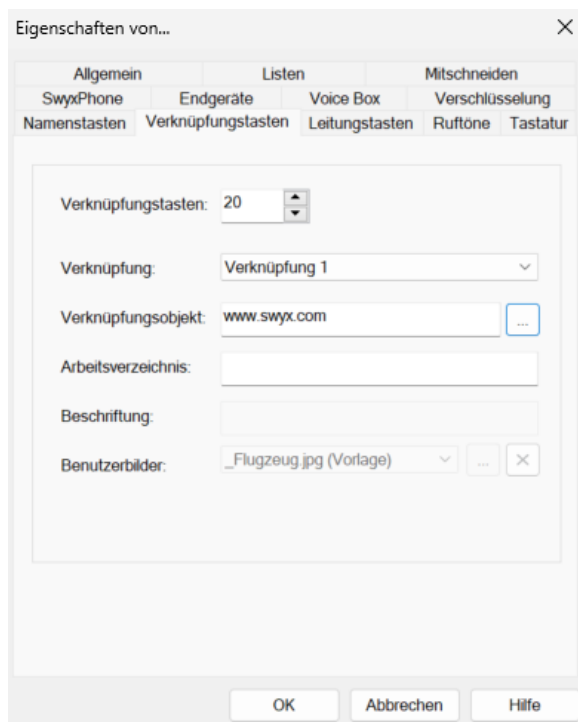 Eigenschaften von...
Allgemein Listen Mitschneiden
SwyxPhone Endgeräte Voice Box Verschlüsselung
Namenstasten Verknüpfungstasten Leitungstasten Ruftöne Tastatur
Verknüpfungstasten: 20
Verknüpfung: Verknüpfung 1
Verknüpfungsobjekt: www.swyx.com ...
Arbeitsverzeichnis:
Beschriftung:
Benutzerbilder: _Flugzeug.jpg (Vorlage) ...
OK Abbrechen Hilfe